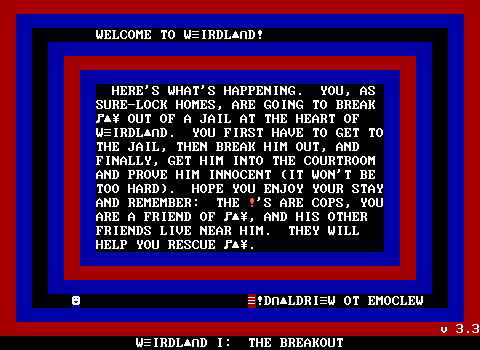 WELCOME TO W≡IRDL▲∩D!
HERE'S WHAT'S HAPPENING. YOU, AS
SURE-LOCK HOMES, ARE GOING TO BREAK
♪▲¥ OUT OF A JAIL AT THE HEART OF
W≡IRDL▲∩D. YOU FIRST HAVE TO GET TO
THE JAIL, THEN BREAK HIM OUT, AND
FINALLY, GET HIM INTO THE COURTROOM
AND PROVE HIM INNOCENT (IT WON'T BE
TOO HARD). HOPE YOU ENJOY YOUR STAY
AND REMEMBER: THE !'S ARE COPS, YOU
ARE A FRIEND OF ♪▲¥, AND HIS OTHER
FRIENDS LIVE NEAR HIM. THEY WILL
HELP YOU RESCUE ♪▲¥.
!D∩▲LDRI≡W OT EMOCLEW
v 3.3
W≡IRDL▲∩D I: THE BREAKOUT